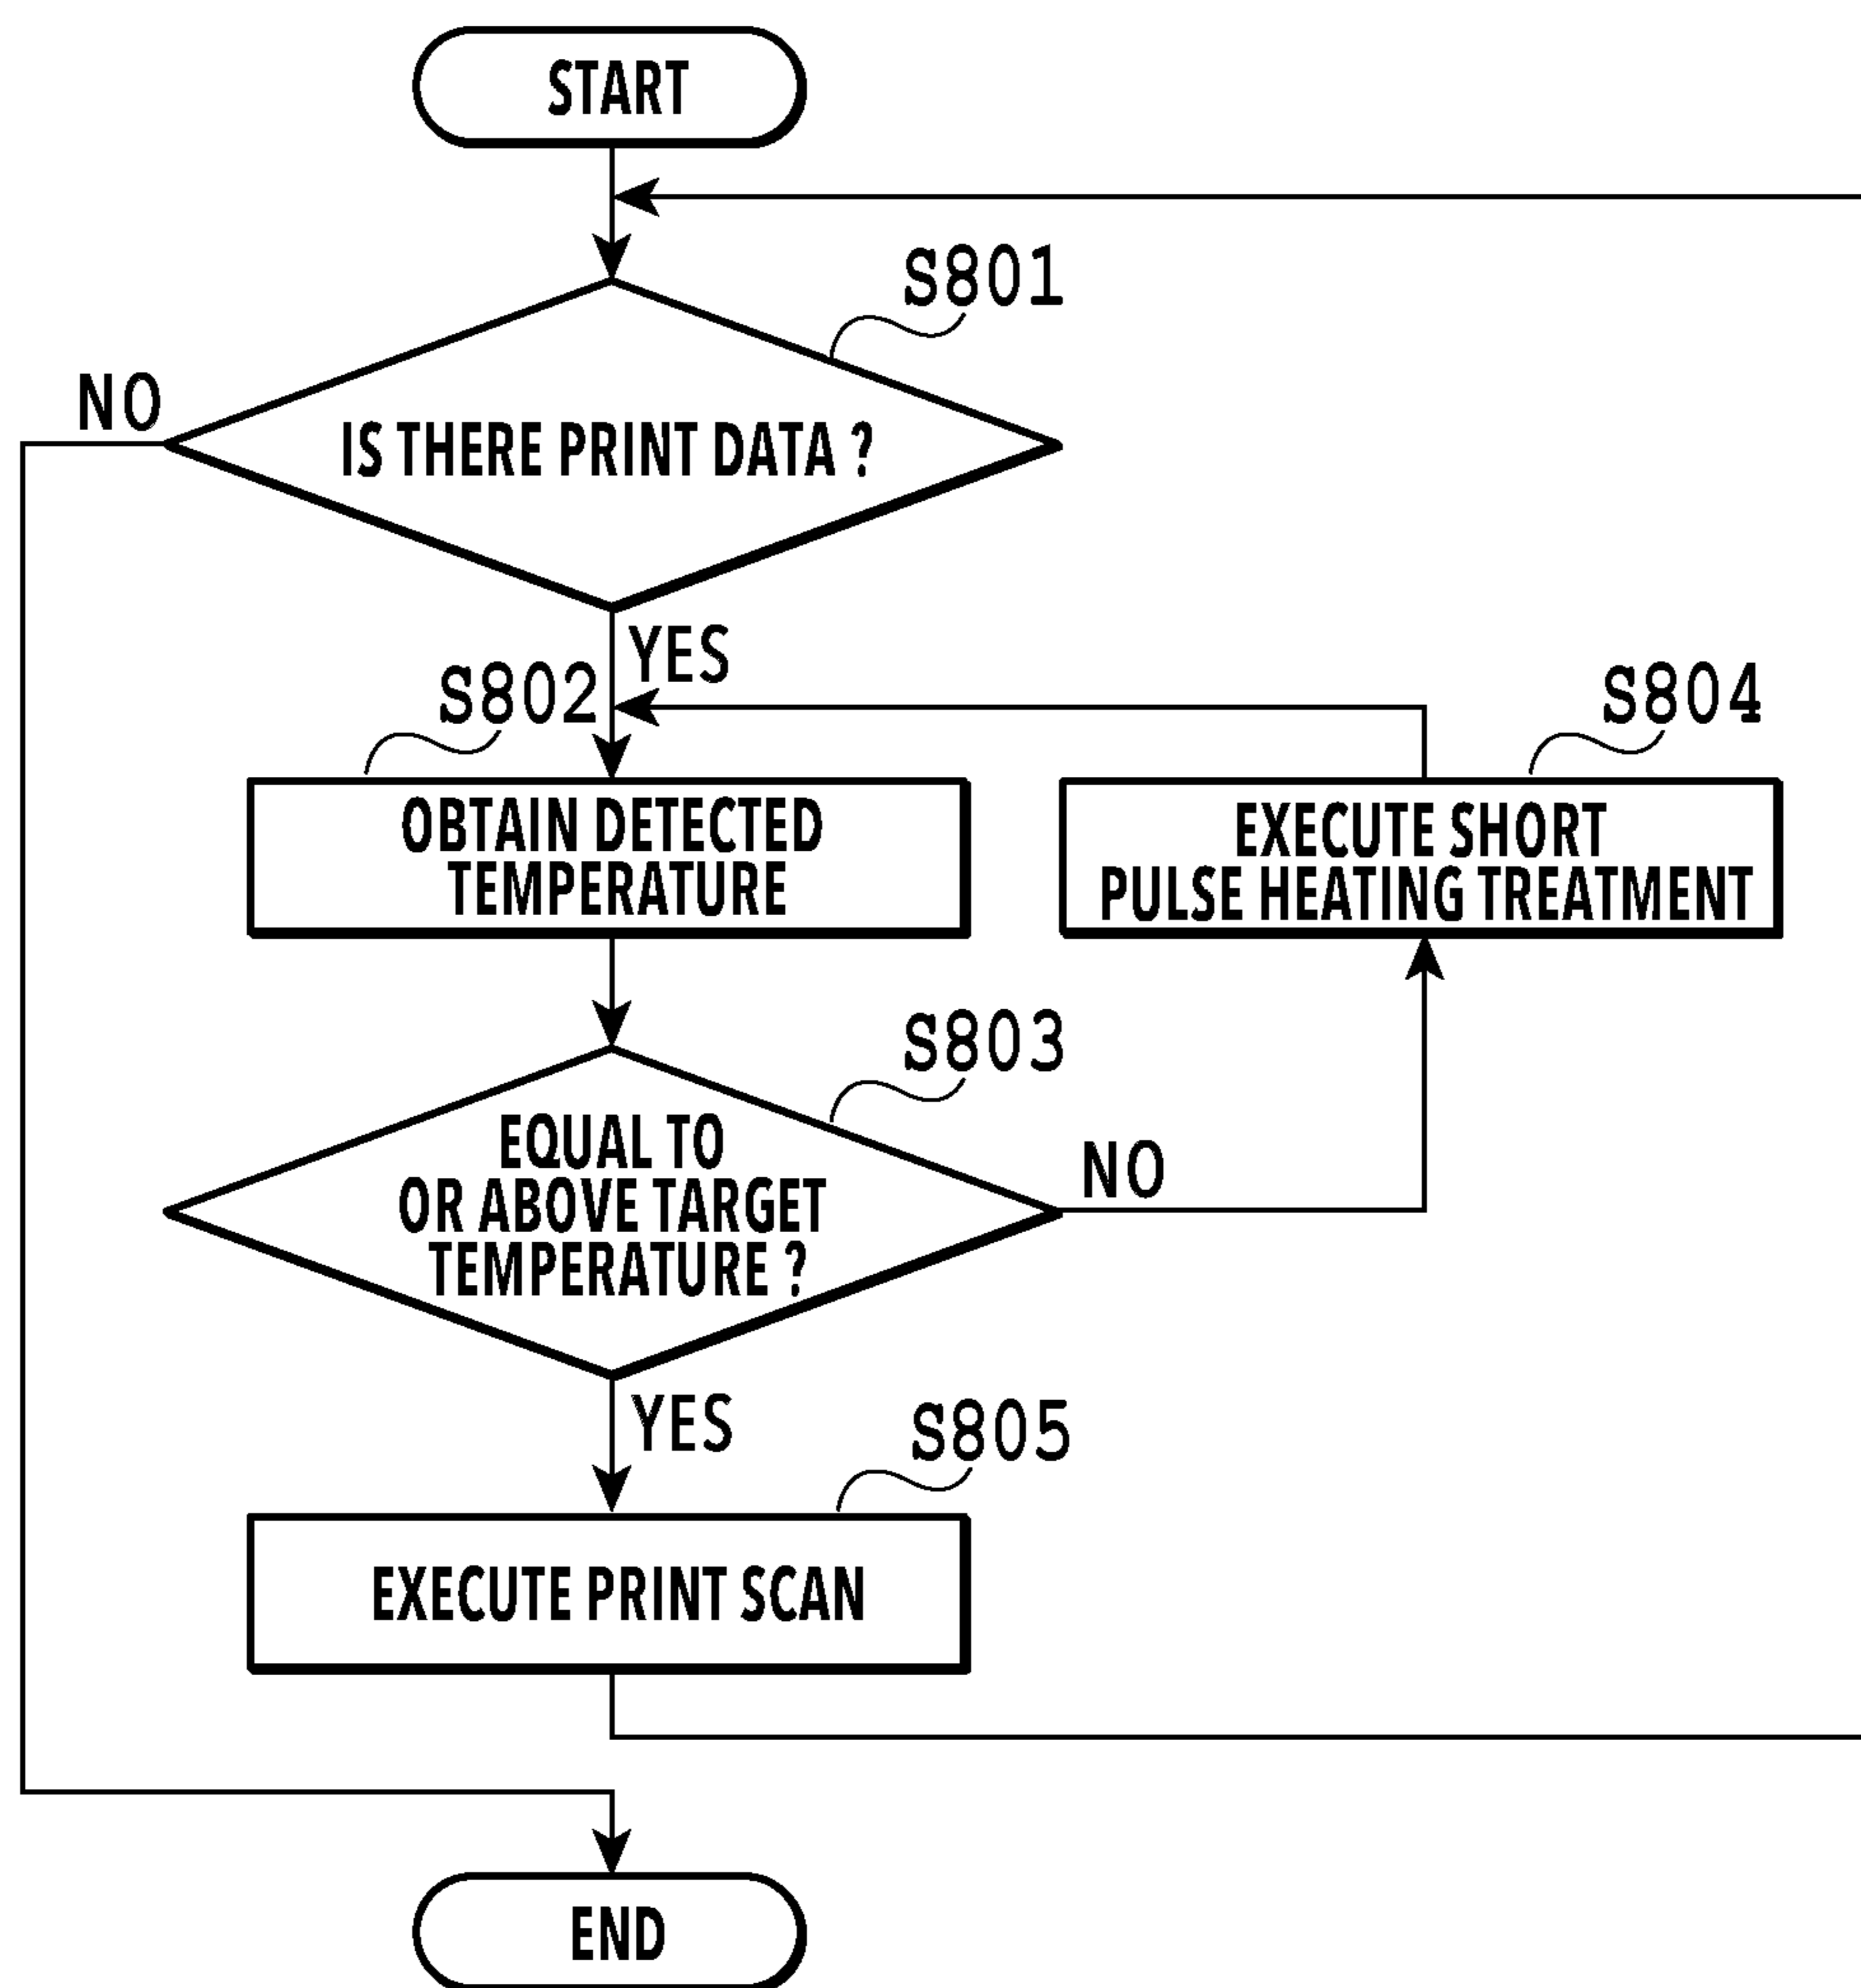 START
S801
NO
IS THERE PRINT DATA ?
YES
S802
S804
OBTAIN DETECTED
TEMPERATURE
EXECUTE SHORT
PULSE HEATING TREATMENT
S803
EQUAL TO
OR ABOVE TARGET
TEMPERATURE ?
NO
YES
S805
EXECUTE PRINT SCAN
END